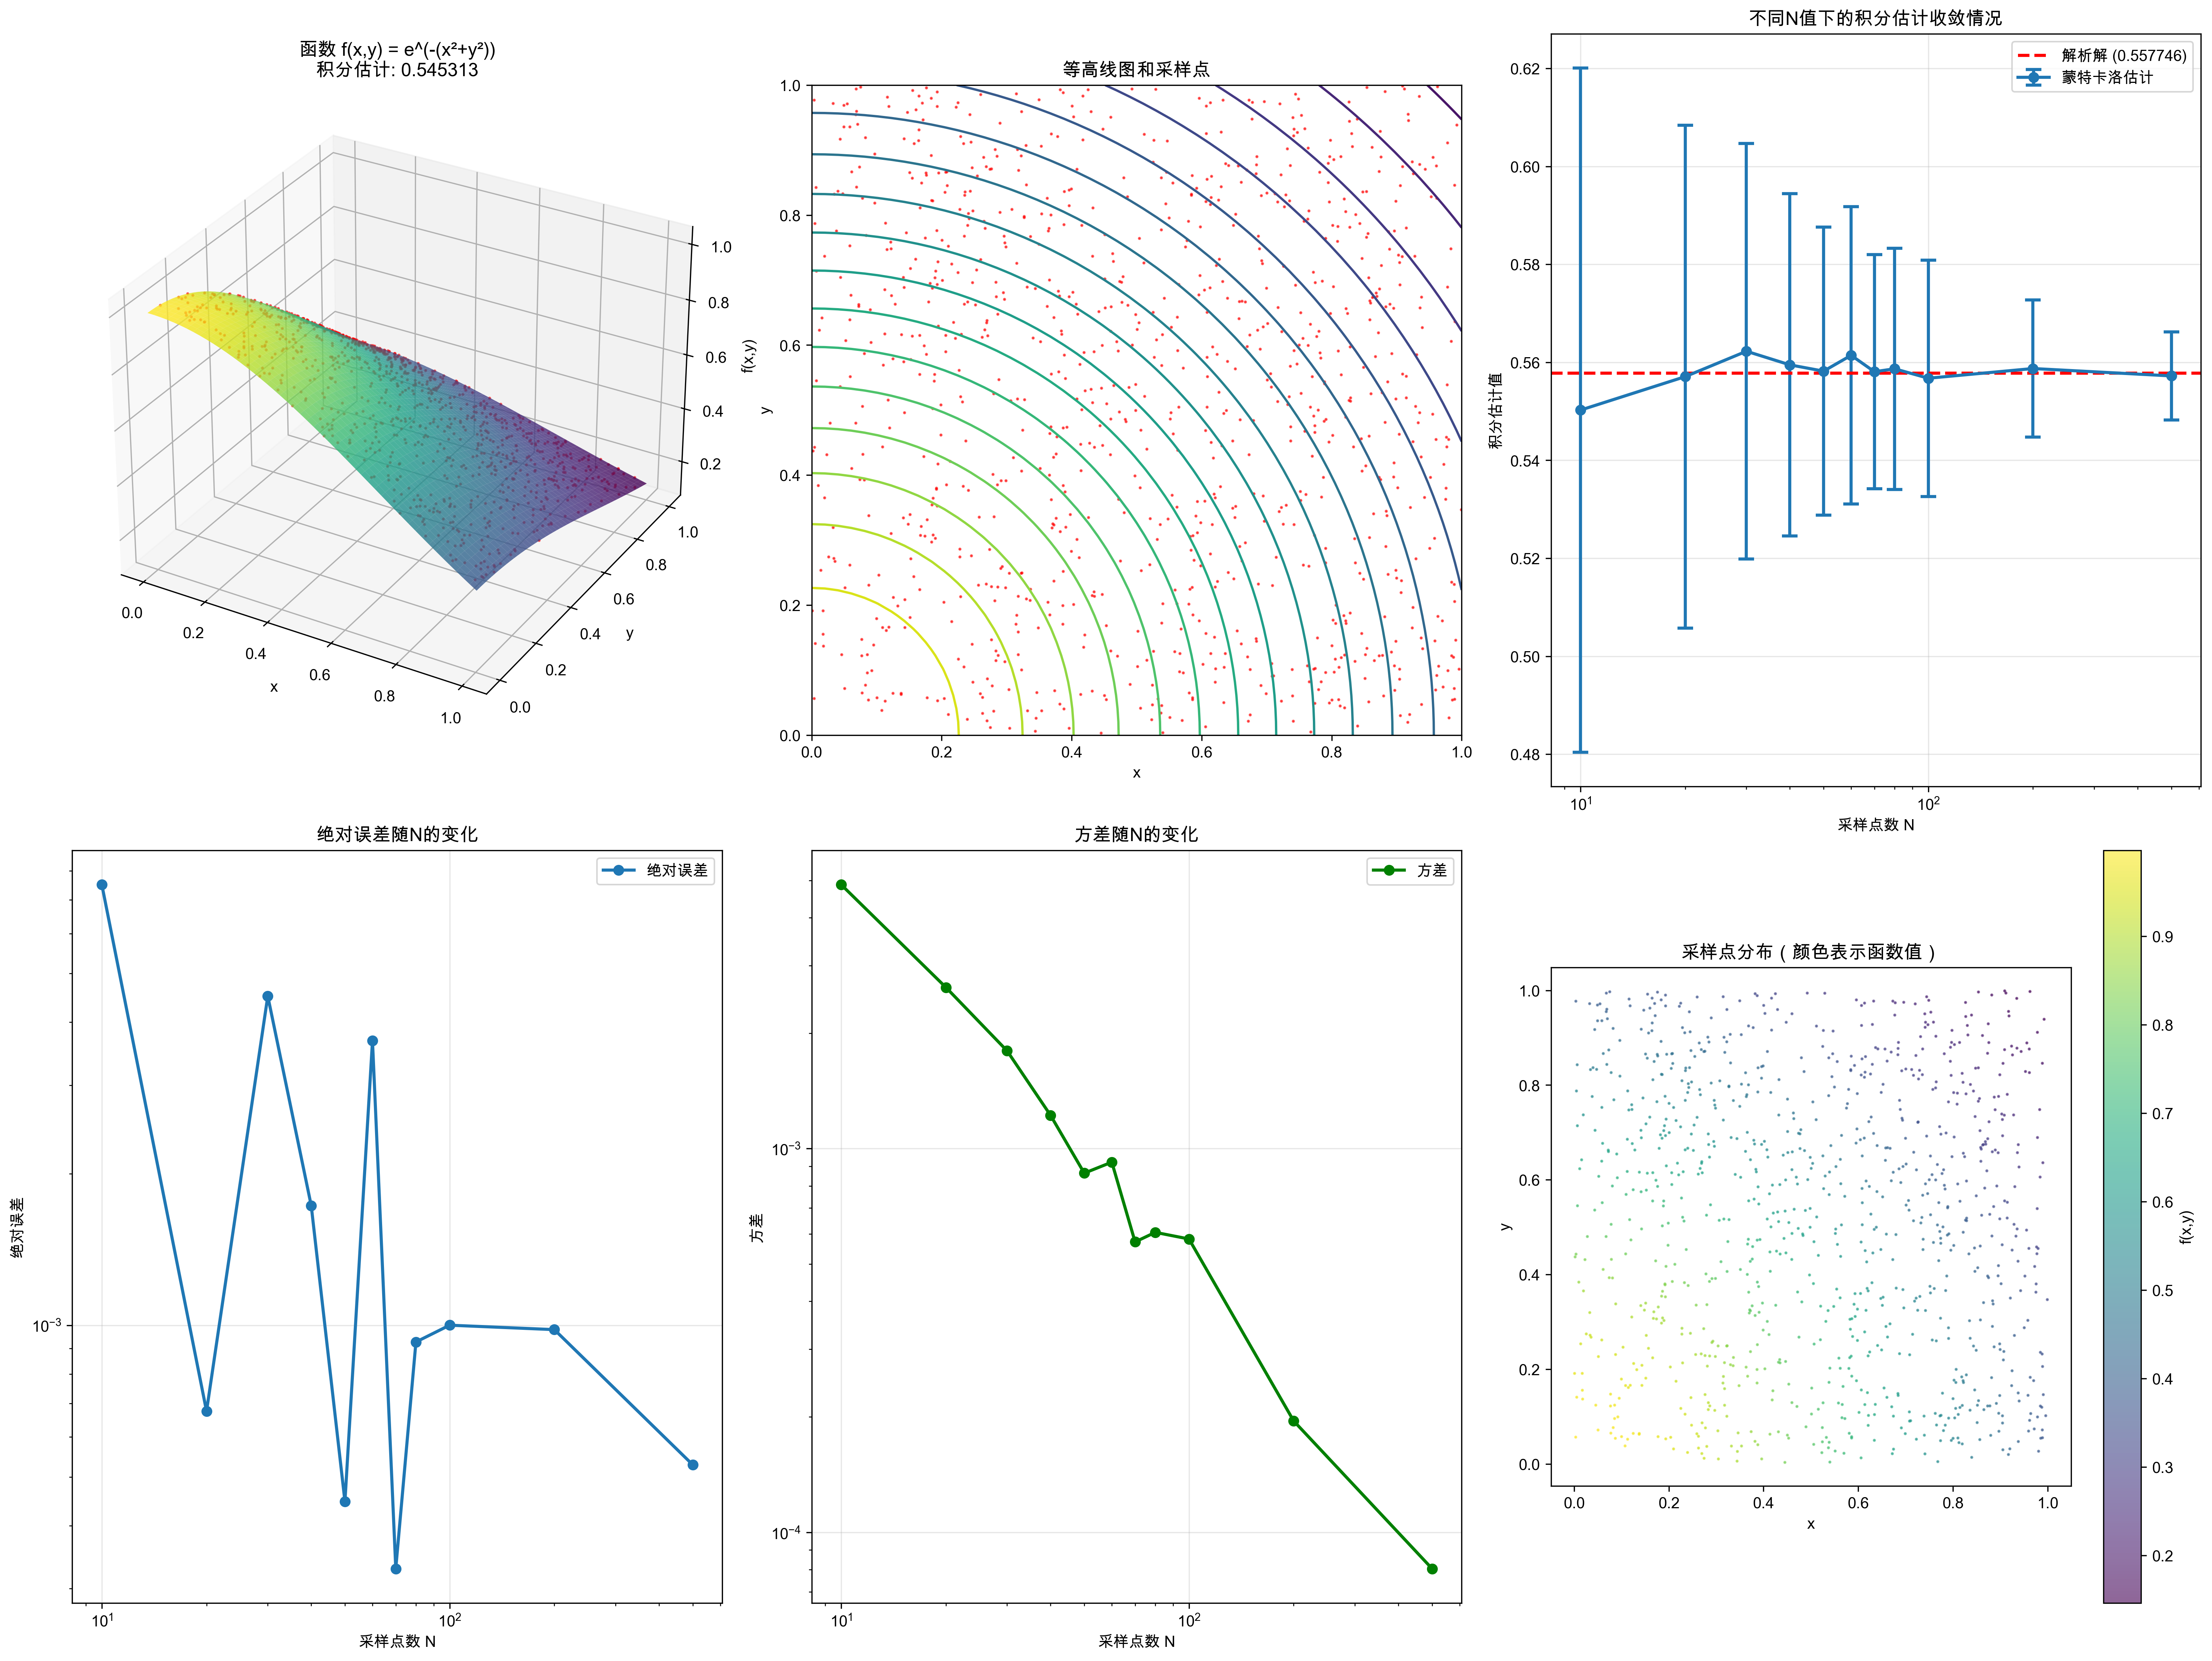 函数 f(x,y) = e^(-(x²+y²))
积分估计: 0.545313
1.0
0.8
0.6
0.4
0.2
f(x,y)
0.0
0.2
0.4
0.6
0.8
1.0
x
0.0
0.2
0.4
0.6
0.8
1.0
y
等高线图和采样点
1.0
0.8
0.6
0.4
0.2
0.0
y
0.0
0.2
0.4
0.6
0.8
1.0
x
不同N值下的积分估计收敛情况
解析解 (0.557746)
蒙特卡洛估计
0.62
0.60
0.58
0.56
0.54
0.52
0.50
0.48
积分估计值
10¹
10²
采样点数 N
绝对误差随N的变化
绝对误差
10⁻³
绝对误差
10¹
10²
采样点数 N
方差随N的变化
方差
10⁻³
10⁻⁴
方差
10¹
10²
采样点数 N
采样点分布（颜色表示函数值）
1.0
0.8
0.6
0.4
0.2
0.0
y
0.0
0.2
0.4
0.6
0.8
1.0
x
0.9
0.8
0.7
0.6
0.5
0.4
0.3
0.2
f(x,y)